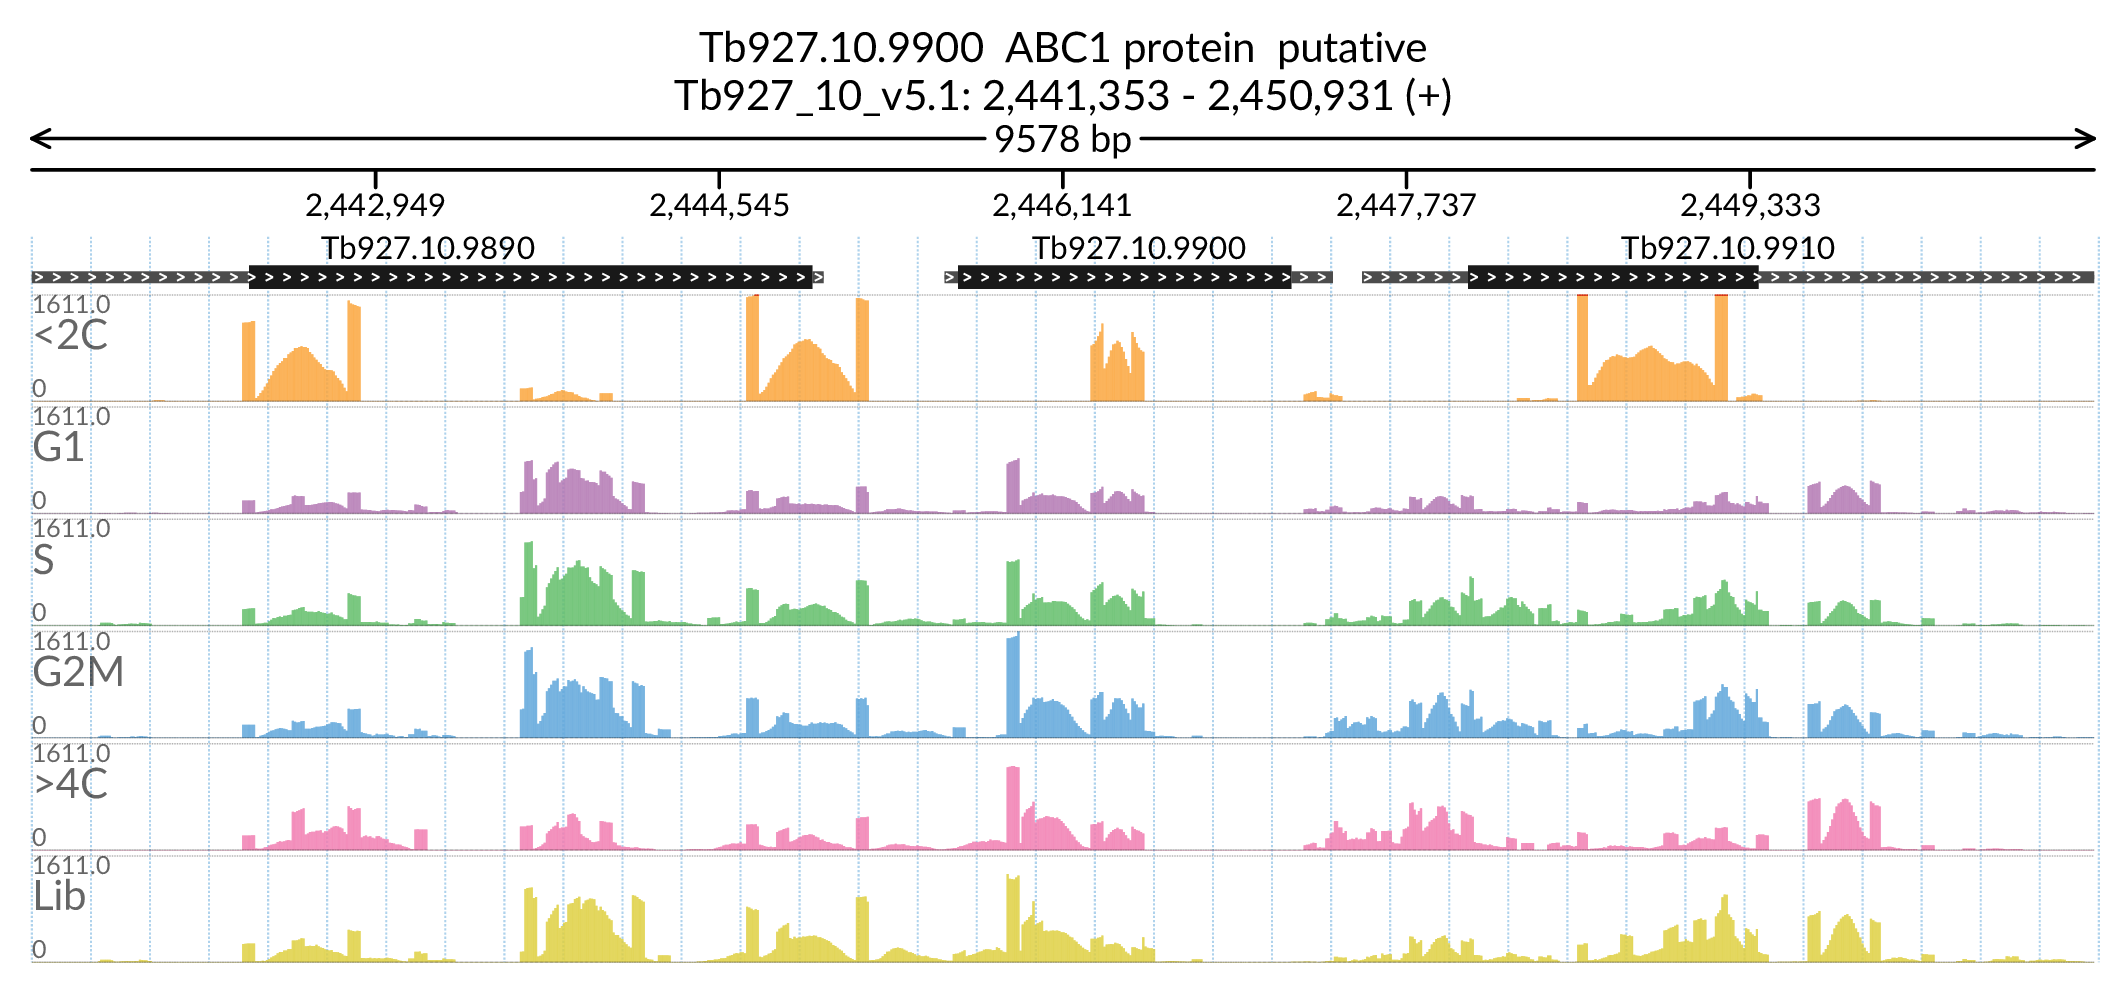 Tb927.10.9900  ABC1 protein  putative
Tb927_10_v5.1: 2,441,353 - 2,450,931 (+)
9578 bp
2,442,949 2,444,545 2,446,141 2,447,737 2,449,333
Tb927.10.9890 Tb927.10.9900 Tb927.10.9910
1611.0
<2C
0
1611.0
G1
0
1611.0
S
0
1611.0
G2M
0
1611.0
>4C
0
1611.0
Lib
0